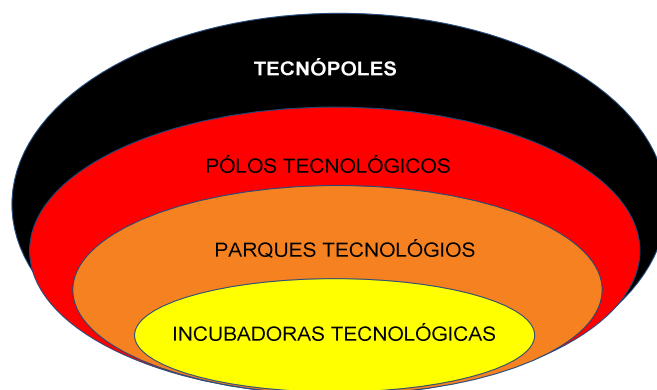 TECNÓPOLES
PÓLOS TECNOLÓGICOS
PARQUES TECNOLÓGIOS
INCUBADORAS TECNOLÓGICAS